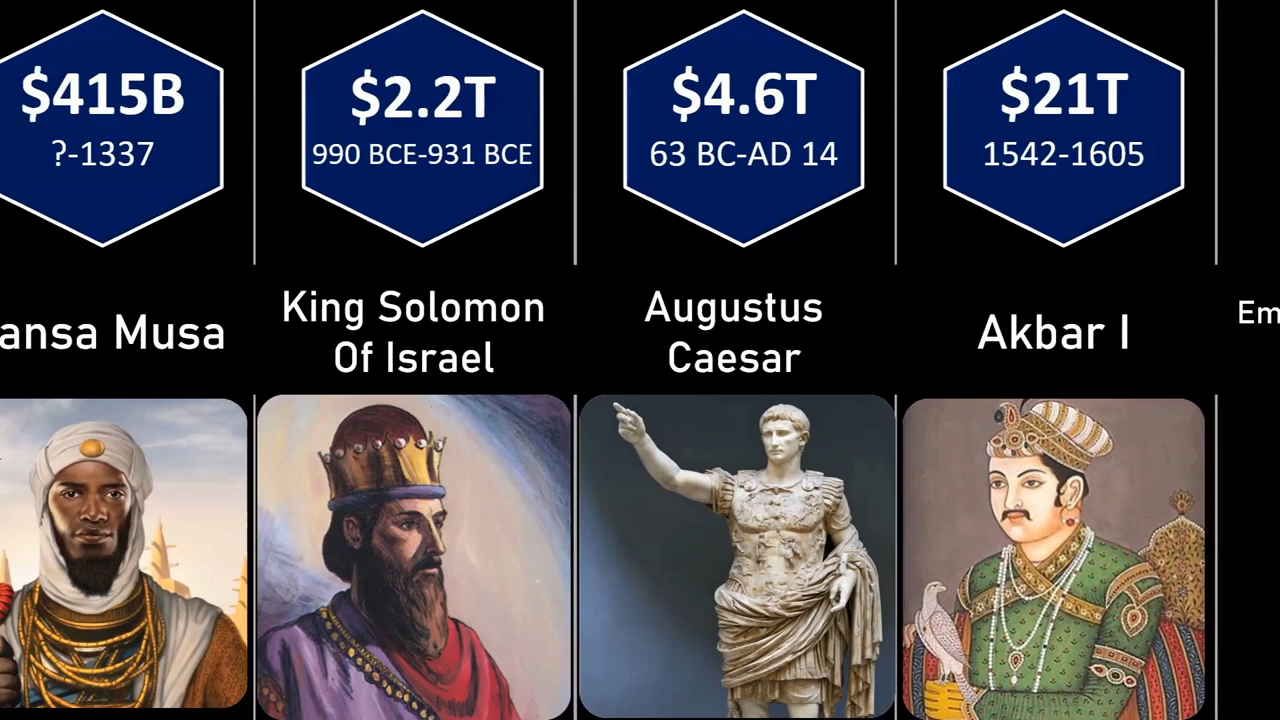 $415B
?-1337
ansa Musa
$2.2T
990 BCE-931 BCE
King Solomon
Of Israel
$4.6T
63 BC-AD 14
Augustus
Caesar
$21T
1542-1605
Akbar I
Em